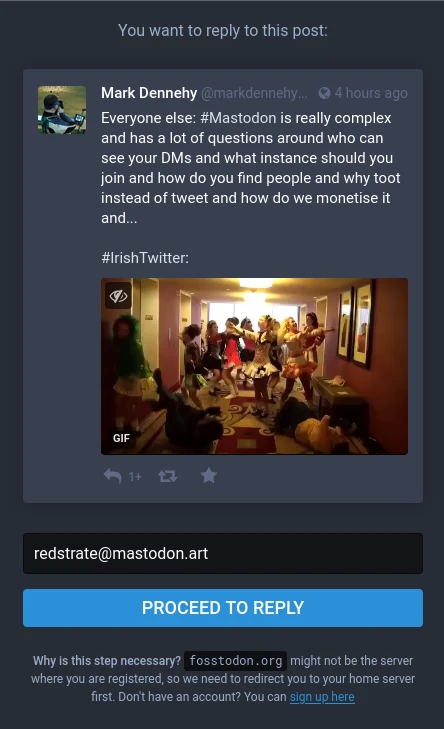 You want to reply to this post:
Mark Dennehy @markdennehy... 4 hours ago
Everyone else: #Mastodon is really complex
and has a lot of questions around who can
see your DMs and what instance should you
join and how do you find people and why toot
instead of tweet and how do we monetise it
and...
#IrishTwitter:
GIF
1+
redstrate@mastodon.art
PROCEED TO REPLY
Why is this step necessary? fosstodon.org might not be the server
where you are registered, so we need to redirect you to your home server
first. Don't have an account? You can sign up here